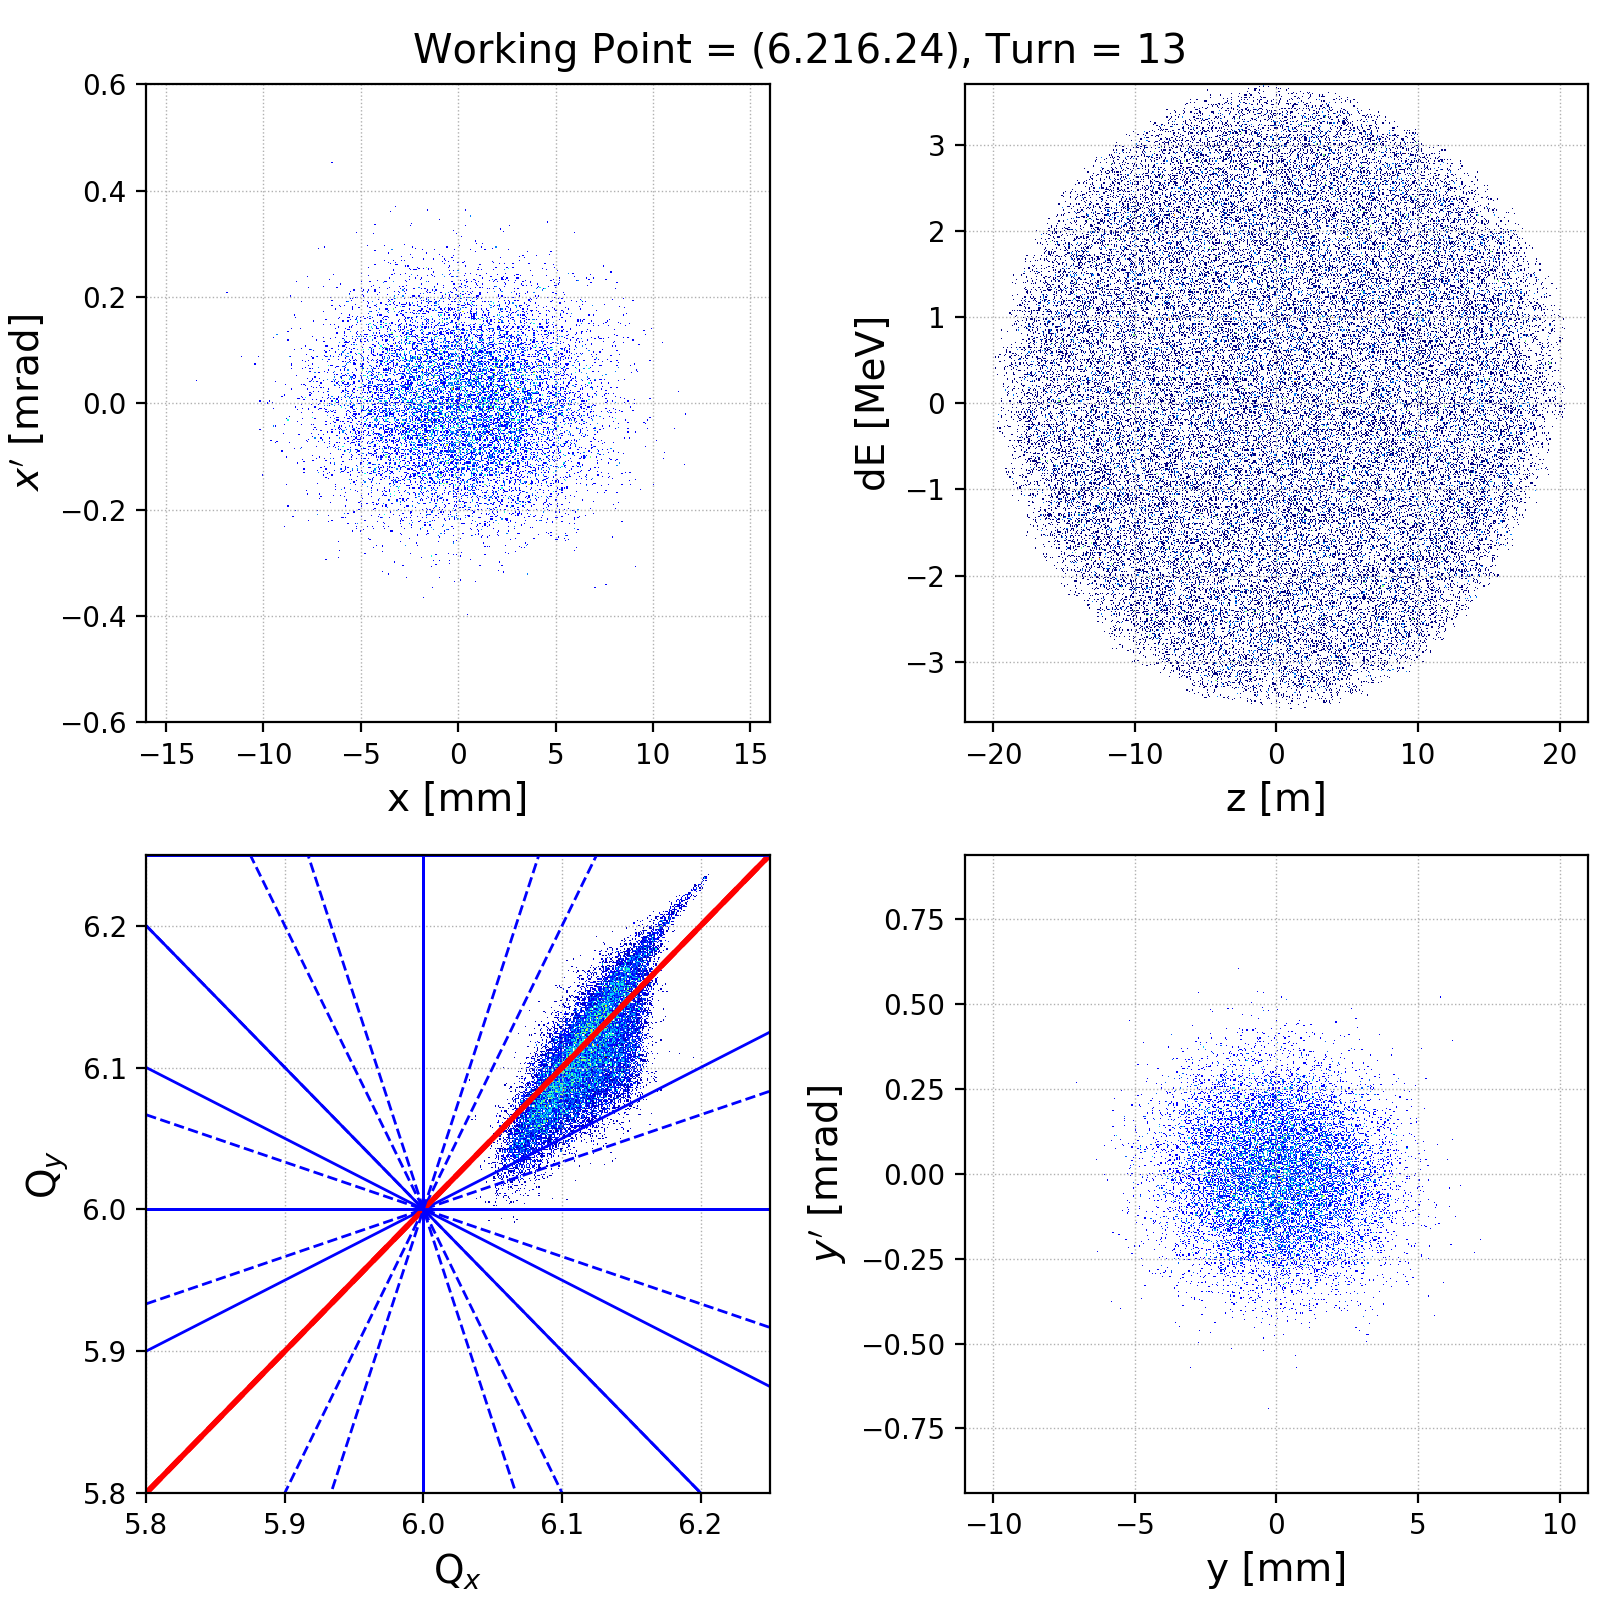 Working Point = (6.216.24), Turn = 13
0.6
0.4
0.2
0.0
−0.2
−0.4
−0.6
x′ [mrad]
−15 −10 −5 0 5 10 15
x [mm]
3
2
1
0
−1
−2
−3
dE [MeV]
−20 −10 0 10 20
z [m]
6.2
6.1
6.0
5.9
5.8
Qy
5.8 5.9 6.0 6.1 6.2
Qx
0.75
0.50
0.25
0.00
−0.25
−0.50
−0.75
y′ [mrad]
−10 −5 0 5 10
y [mm]